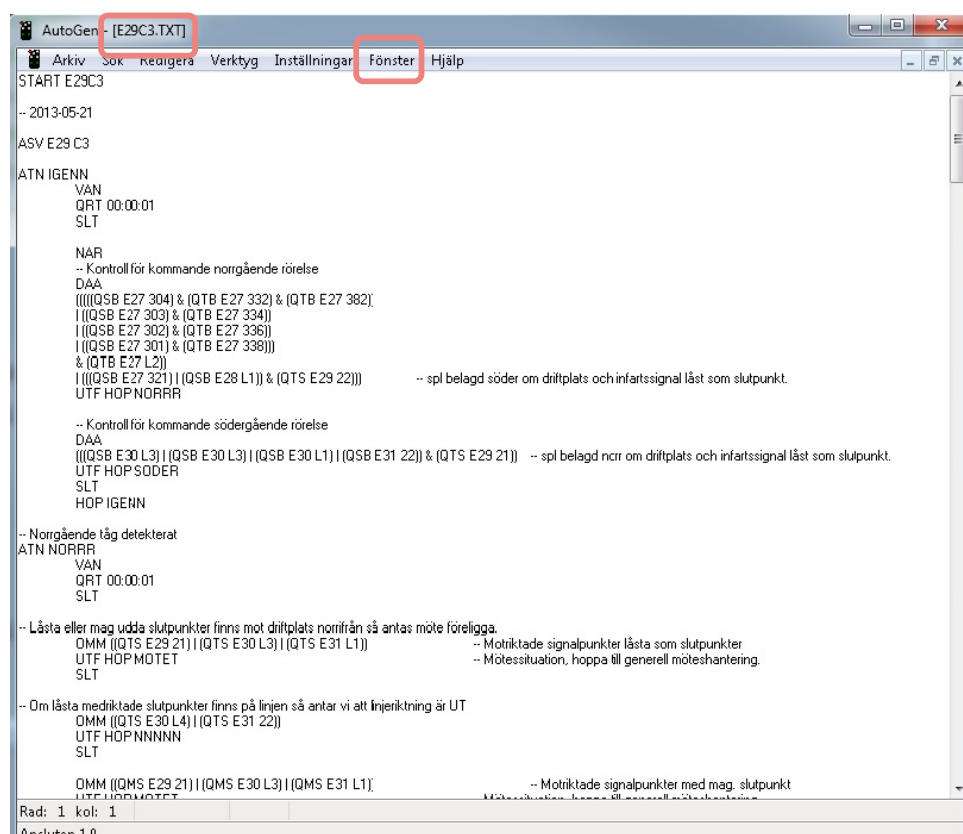 AutoGen - [E29C3.TXT]
Arkiv Sök Redigera Verktyg Inställningar Fönster Hjälp
START E29C3
-- 2013-05-21
ASV E29 C3
ATN IGENN
VAN
QRT 00:00:01
SLT
NAR
-- Kontroll för kommande norrgående rörelse
DAA
(((((QSB E27 304) & (QTB E27 332) & (QTB E27 382)
| ((QSB E27 303) & (QTB E27 334))
| ((QSB E27 302) & (QTB E27 336))
| ((QSB E27 301) & (QTB E27 338)))
& (QTB E27 L2))
| (((QSB E27 321) | (QSB E28 L1)) & (QTS E29 22))) -- spl belagd söder om driftplats och infartssignal låst som slutpunkt.
UTF HOP NORRR
-- Kontroll för kommande södergående rörelse
DAA
(((QSB E30 L3) | (QSB E30 L3) | (QSB E30 L1) | (QSB E31 22)) & (QTS E29 21)) -- spl belagd norr om driftplats och infartssignal låst som slutpunkt.
UTF HOP SODER
SLT
HOP IGENN
-- Norrgående tåg detekterat
ATN NORRR
VAN
QRT 00:00:01
SLT
-- Låsta eller mag udda slutpunkter finns mot driftplats norrifrån så antas möte föreligga.
OMM ((QTS E29 21) | (QTS E30 L3) | (QTS E31 L1)) -- Motriktade signalpunkter låsta som slutpunkter
UTF HOP MOTET -- Mötessituation, hoppa till generell möteshantering.
SLT
-- Om låsta medriktade slutpunkter finns på linjen så antar vi att linjeriktning är UT
OMM ((QTS E30 L4) | (QTS E31 22))
UTF HOP NNNNN
SLT
OMM ((QMS E29 21) | (QMS E30 L3) | (QMS E31 L1) -- Motriktade signalpunkter med mag. slutpunkt
UTF HOP MOTET -- Mötessituation, hoppa till generell möteshantering.
Rad: 1 kol: 1